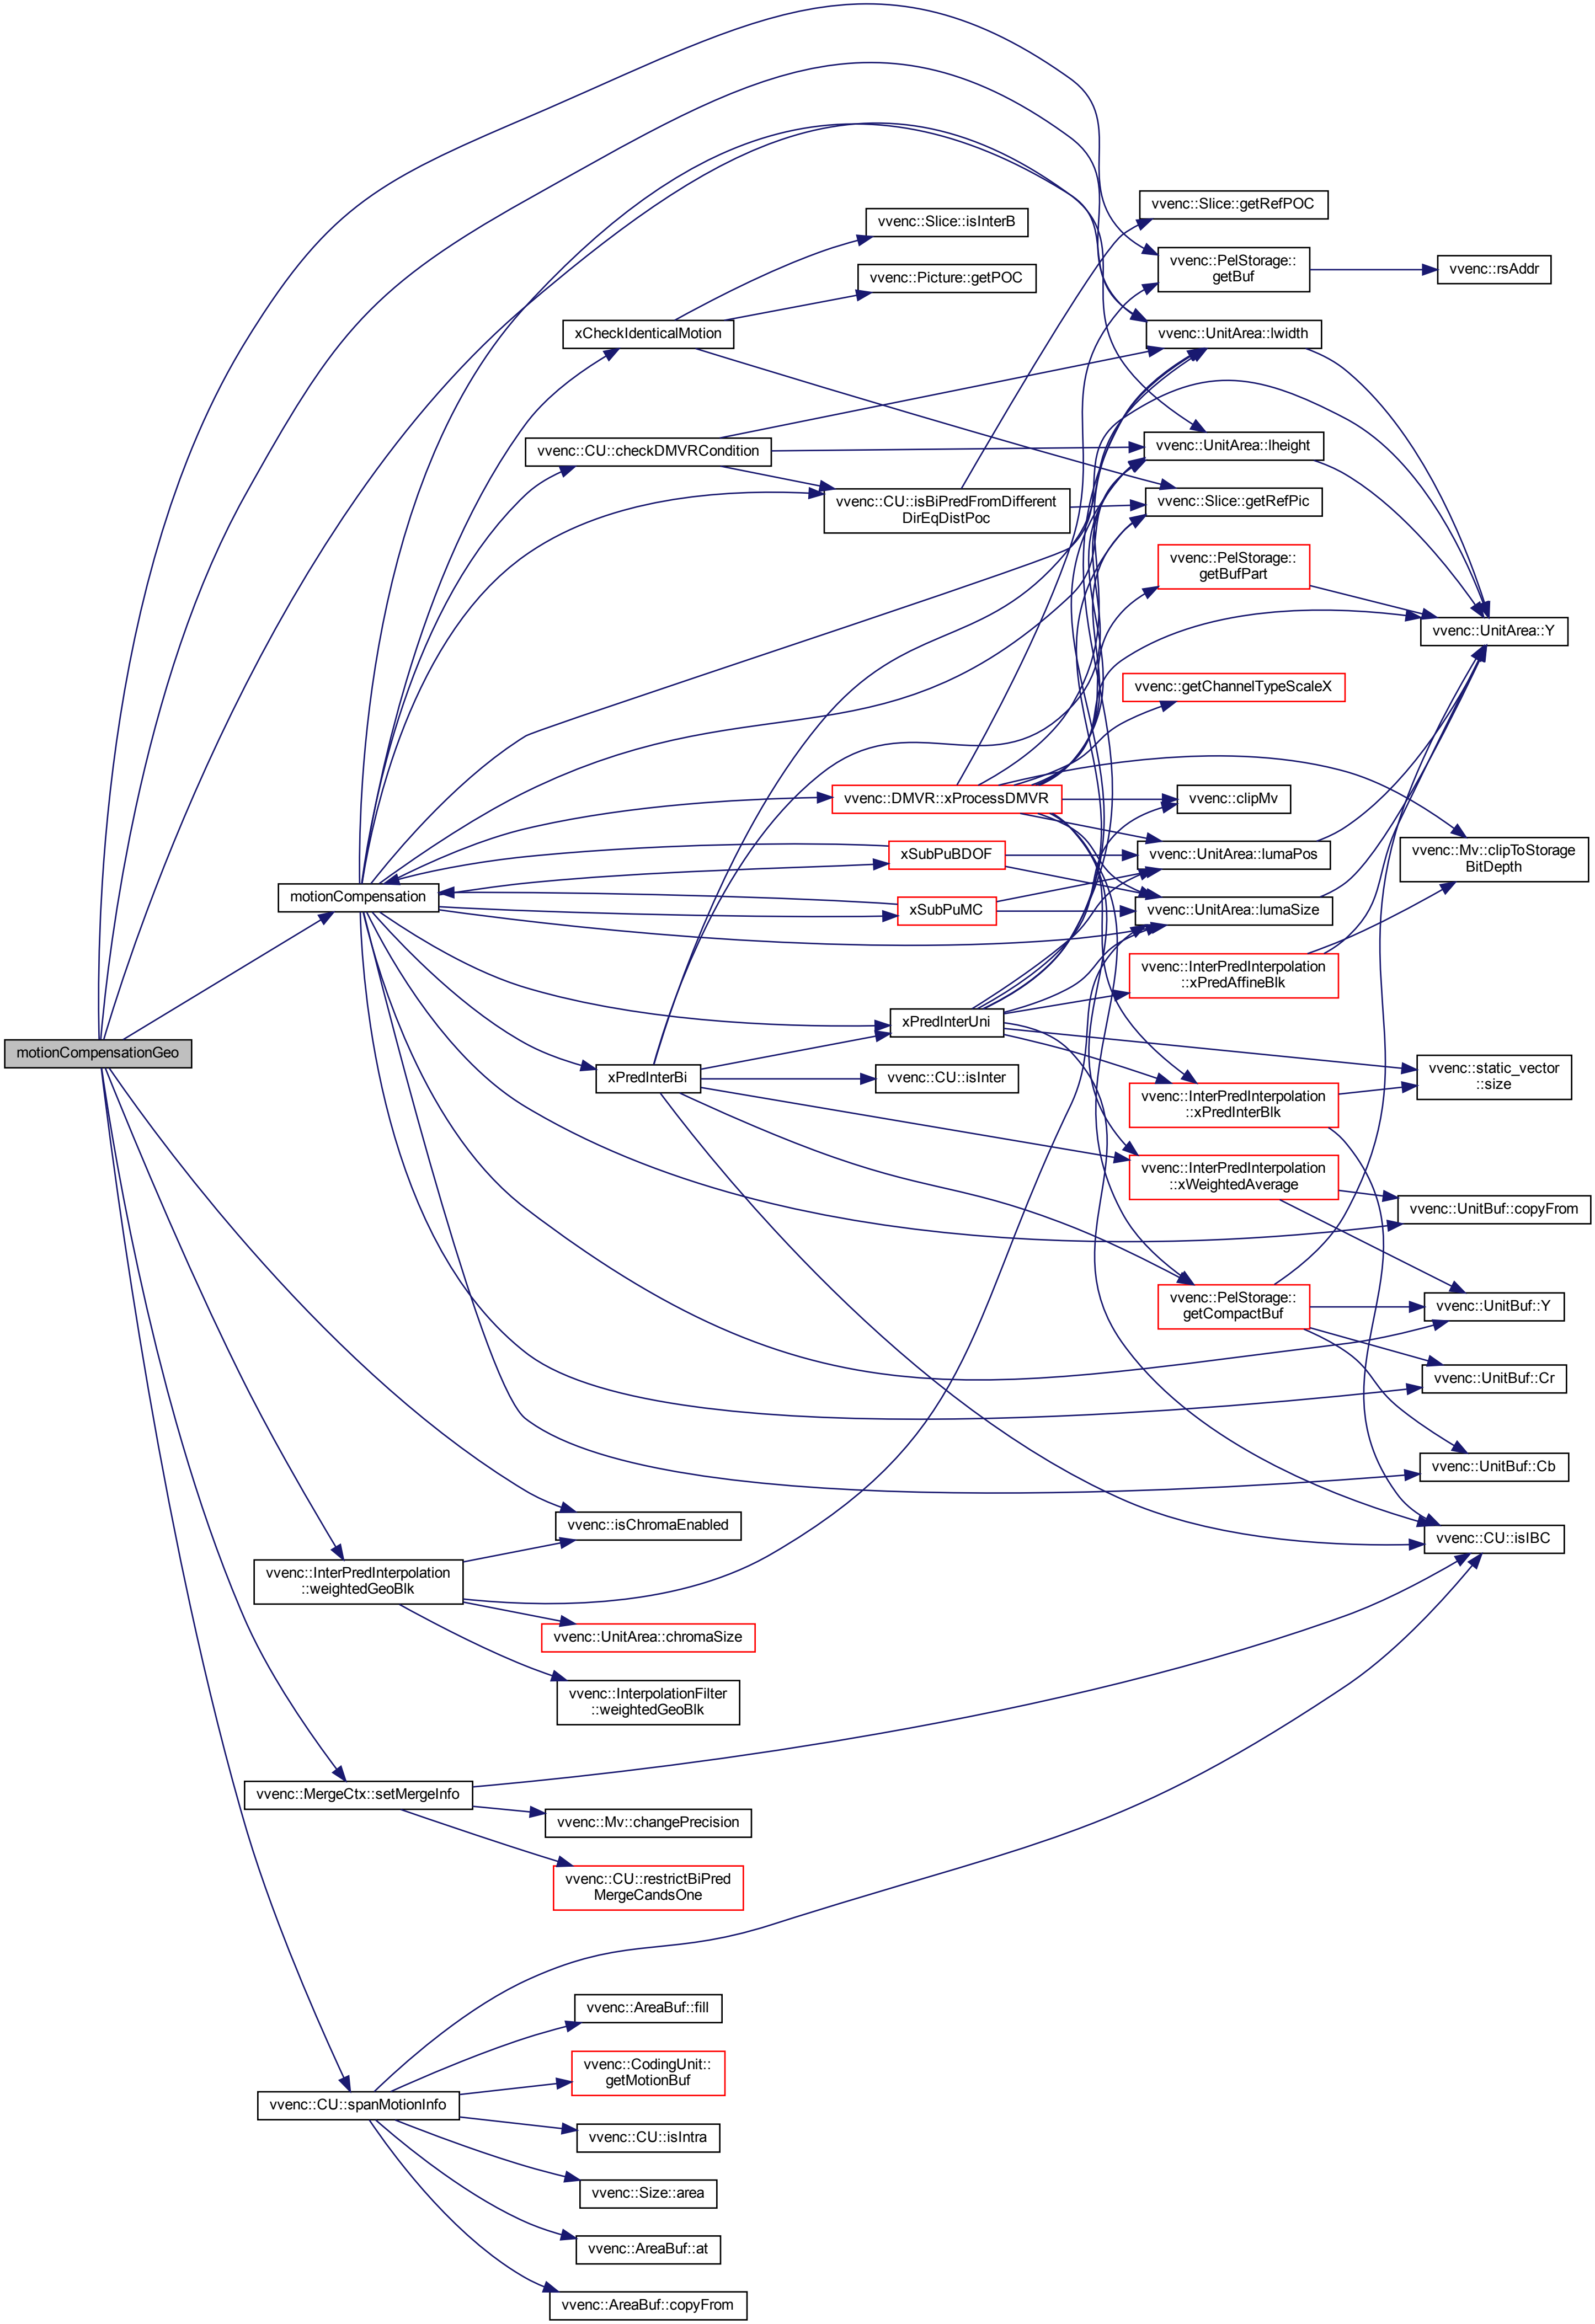 motionCompensationGeo
motionCompensation
vvenc::InterPredInterpolation
::weightedGeoBlk
vvenc::MergeCtx::setMergeInfo
vvenc::CU::spanMotionInfo
xCheckIdenticalMotion
vvenc::CU::checkDMVRCondition
xPredInterBi
vvenc::isChromaEnabled
vvenc::UnitArea::chromaSize
vvenc::InterpolationFilter
::weightedGeoBlk
vvenc::Mv::changePrecision
vvenc::CU::restrictBiPred
MergeCandsOne
vvenc::AreaBuf::fill
vvenc::CodingUnit::
getMotionBuf
vvenc::CU::isIntra
vvenc::Size::area
vvenc::AreaBuf::at
vvenc::AreaBuf::copyFrom
vvenc::Slice::isInterB
vvenc::Picture::getPOC
vvenc::CU::isBiPredFromDifferent
DirEqDistPoc
vvenc::DMVR::xProcessDMVR
xSubPuBDOF
xSubPuMC
xPredInterUni
vvenc::CU::isInter
vvenc::Slice::getRefPOC
vvenc::PelStorage::
getBuf
vvenc::UnitArea::lwidth
vvenc::UnitArea::lheight
vvenc::Slice::getRefPic
vvenc::PelStorage::
getBufPart
vvenc::getChannelTypeScaleX
vvenc::clipMv
vvenc::UnitArea::lumaPos
vvenc::UnitArea::lumaSize
vvenc::InterPredInterpolation
::xPredAffineBlk
vvenc::InterPredInterpolation
::xPredInterBlk
vvenc::InterPredInterpolation
::xWeightedAverage
vvenc::PelStorage::
getCompactBuf
vvenc::rsAddr
vvenc::UnitArea::Y
vvenc::Mv::clipToStorage
BitDepth
vvenc::static_vector
::size
vvenc::UnitBuf::copyFrom
vvenc::UnitBuf::Y
vvenc::UnitBuf::Cr
vvenc::UnitBuf::Cb
vvenc::CU::isIBC